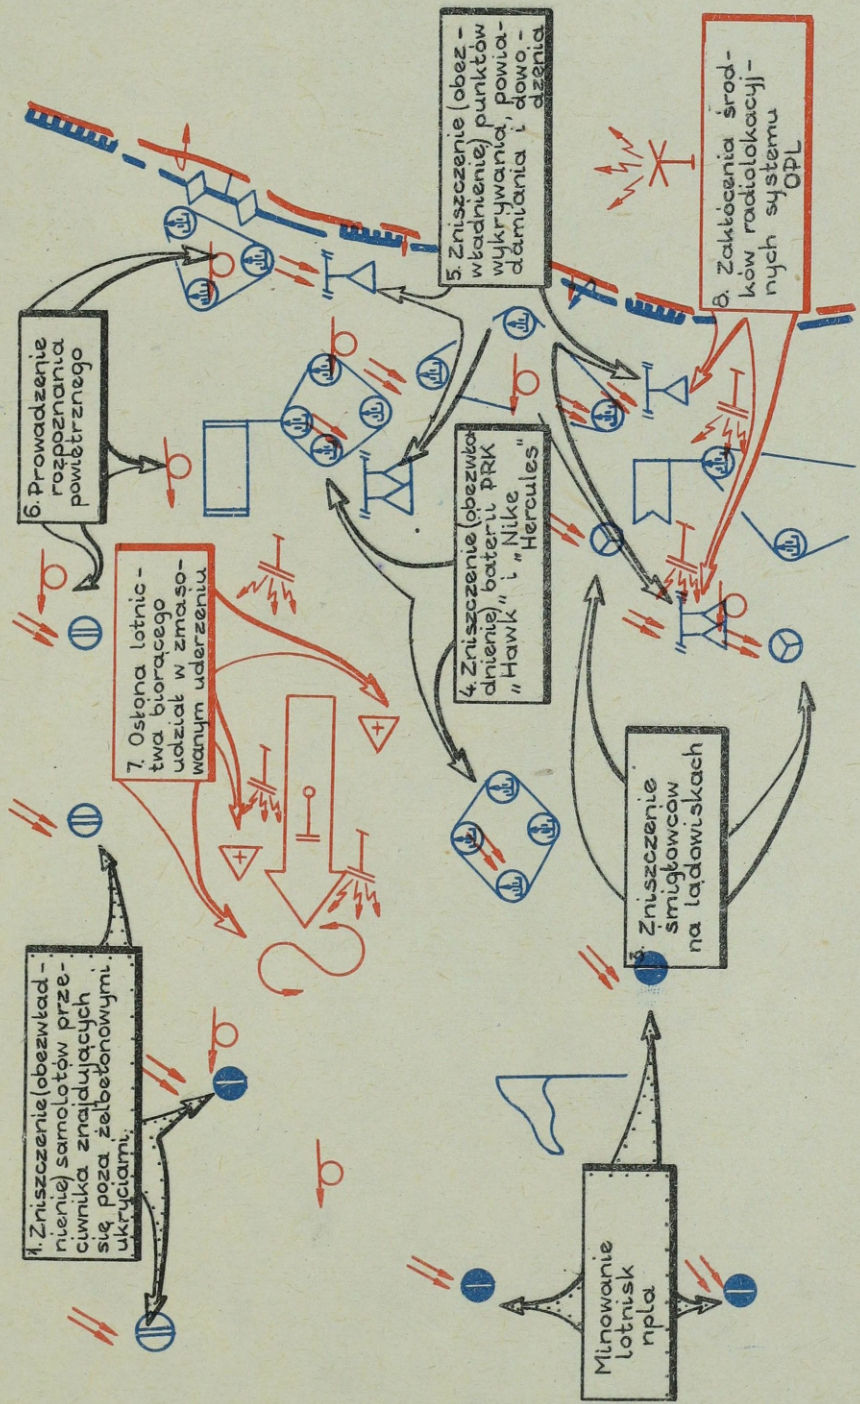 1. Zniszczenie (obezwład-
nienie) samolotów prze-
ciwnika znajdujących
się poza żelbetonowymi
ukryciami
Minowanie
lotnisk
npla
3. Zniszczenie
śmigłowców
na lądowiskach
4. Zniszczenie (obezwła-
dnienie) baterii PRK
„Hawk" i „Nike
Hercules"
5. Zniszczenie (obez-
władnienie) punktów
wykrywania, powia-
damiania i dowo-
dzenia
6. Prowadzenie
rozpoznania
powietrznego
7. Osłona lotnic-
twa biorącego
udział w zmaso-
wanym uderzeniu
8. Zakłócenia środ-
ków radiolokacyj-
nych systemu
OPL